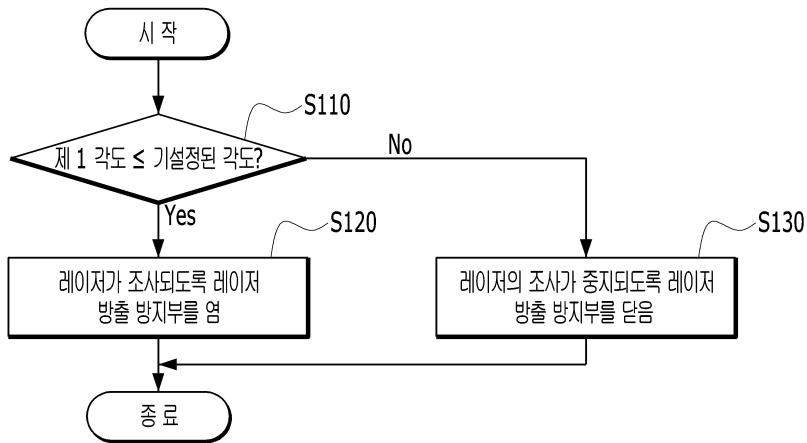 시 작
S110
제 1 각도 ≤ 기설정된 각도?
No
Yes
S120
S130
레이저가 조사되도록 레이저
방출 방지부를 염
레이저의 조사가 중지되도록 레이저
방출 방지부를 닫음
종 료